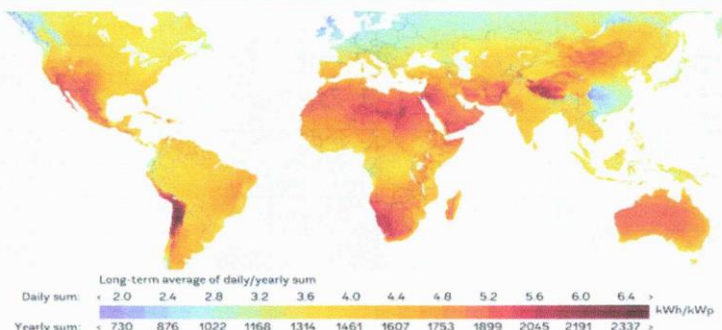 Long-term average of daily/yearly sum
Daily sum: < 2.0 2.4 2.8 3.2 3.6 4.0 4.4 4.8 5.2 5.6 6.0 6.4 >
kWh/kWp
Yearly sum: < 730 876 1022 1168 1314 1461 1607 1753 1899 2045 2191 2337 >